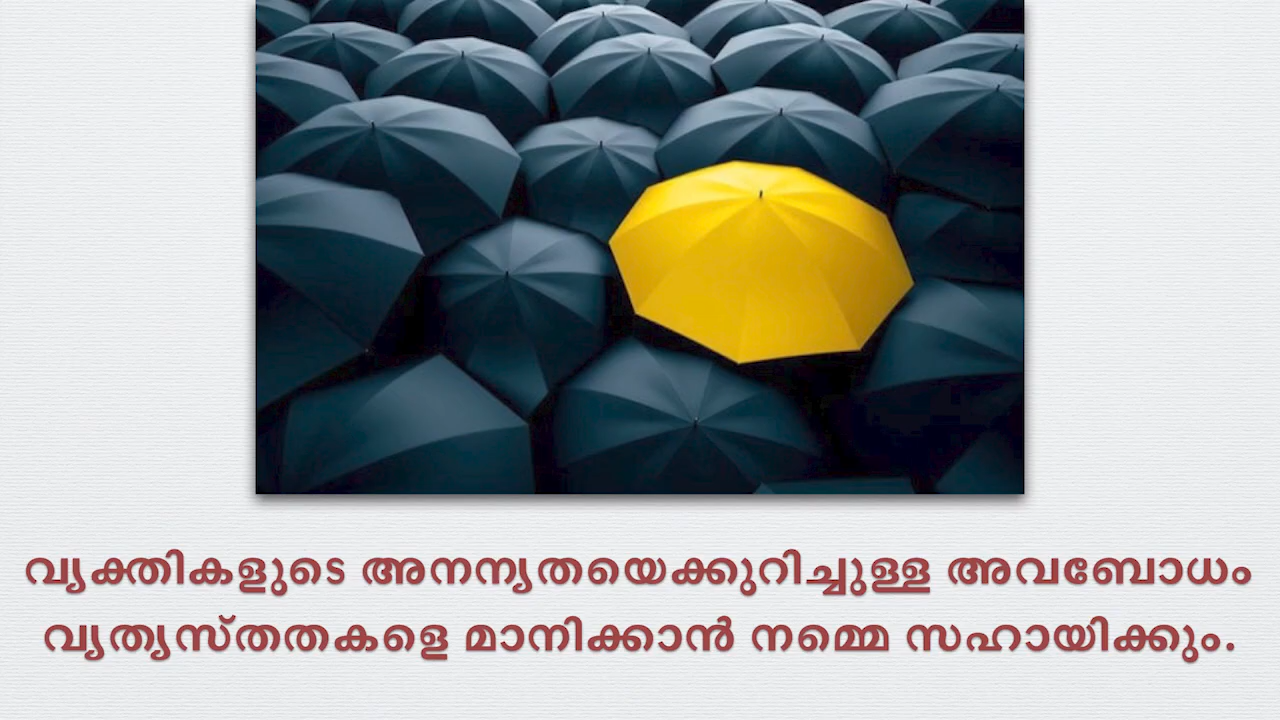 വ്യക്തികളുടെ അനന്യതയെക്കുറിച്ചുള്ള അവബോധം
വ്യത്യസ്തതകളെ മാനിക്കാൻ നമ്മെ സഹായിക്കും.